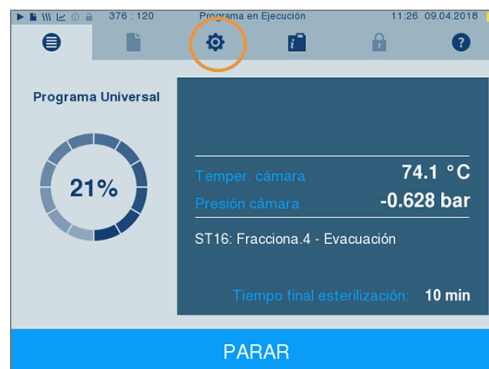 376 : 120 Programa en Ejecución 11:26 09.04.2018
i ?
Programa Universal
21%
Temper. cámara 74.1 °C
Presión cámara -0.628 bar
ST16: Fracciona.4 - Evacuación
Tiempo final esterilización: 10 min
PARAR